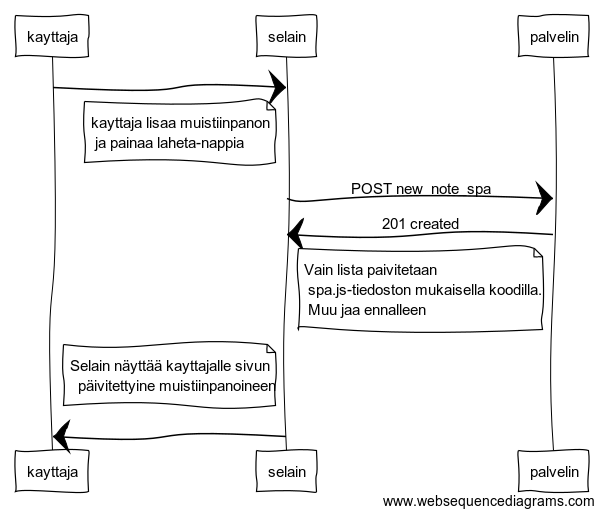 kayttaja
selain
palvelin
kayttaja lisaa muistiinpanon
ja painaa laheta-nappia
POST new_note_spa
201 created
Vain lista paivitetaan
spa.js-tiedoston mukaisella koodilla.
Muu jaa ennalleen
Selain näyttää kayttajalle sivun
päivitettyine muistiinpanoineen
kayttaja
selain
palvelin
www.websequencediagrams.com